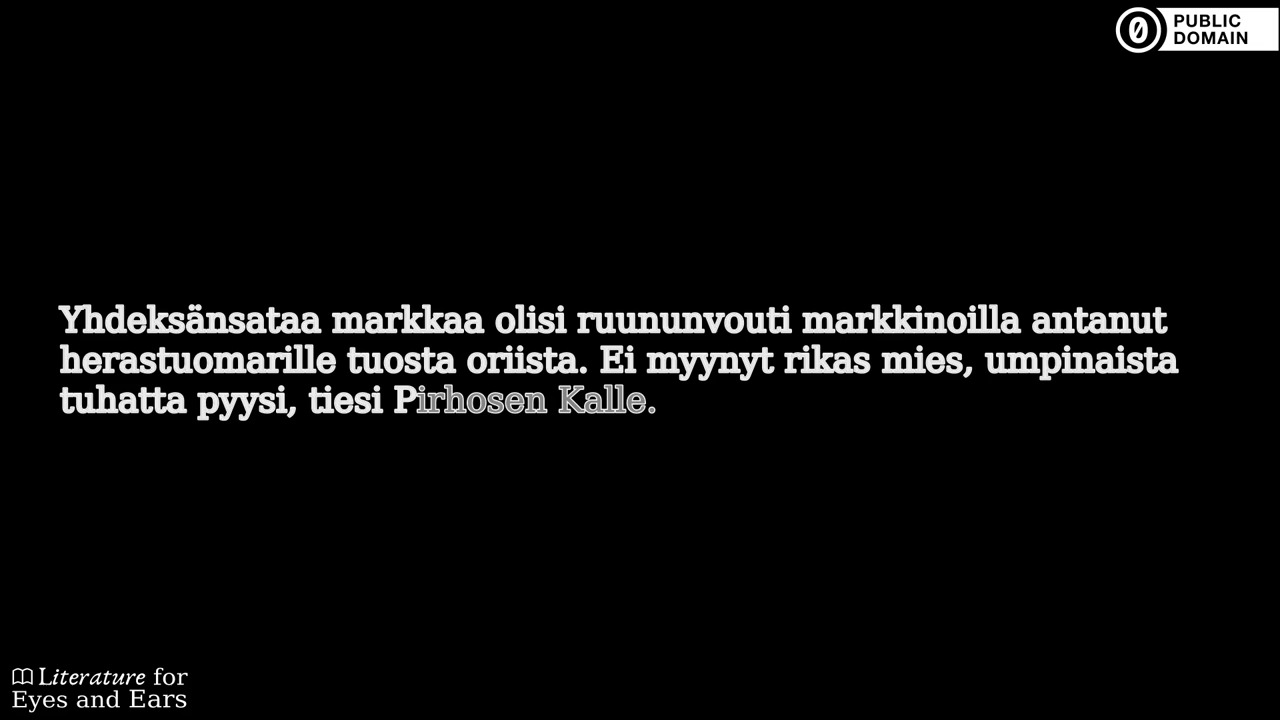 PUBLIC
DOMAIN
Yhdeksänsataa markkaa olisi ruununvouti markkinoilla antanut
herastuomarille tuosta oriista. Ei myynyt rikas mies, umpinaista
tuhatta pyysi, tiesi Pirhosen Kalle.
Literature for
Eyes and Ears